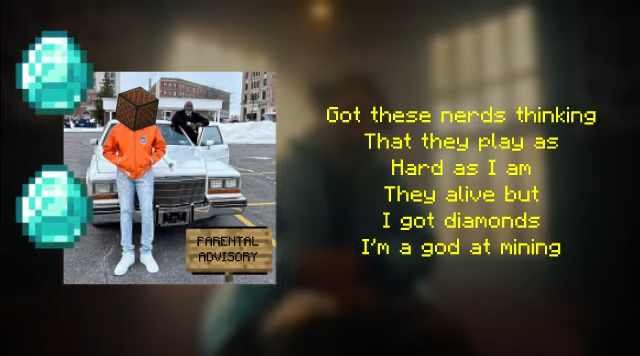 Got these nerds thinking
That they play as
Hard as I am
They alive but
I got diamonds
I'm a god at mining
PARENTAL
ADVISORY